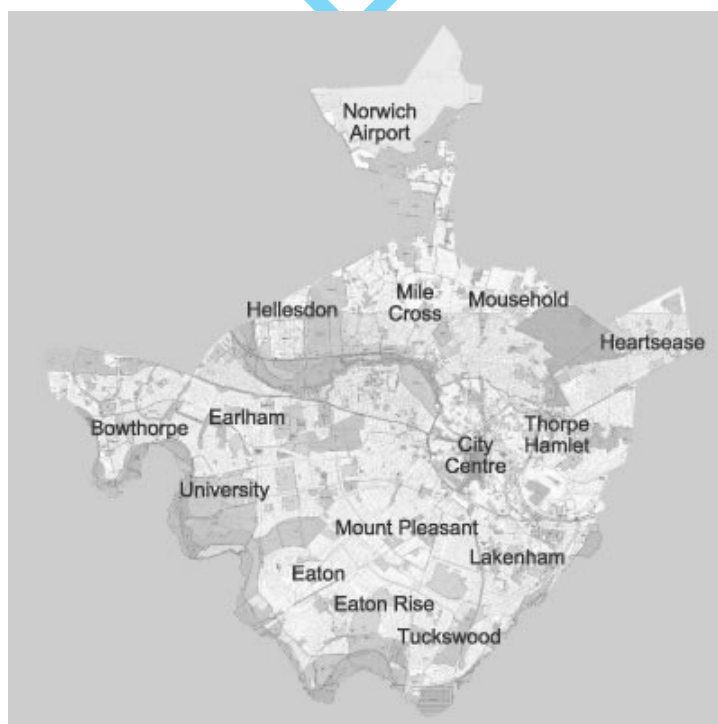 Norwich
Airport
Hellesdon
Mile
Cross
Mousehold
Heartsease
Bowthorpe
Earlham
City
Centre
Thorpe
Hamlet
University
Mount Pleasant
Lakenham
Eaton
Eaton Rise
Tuckswood